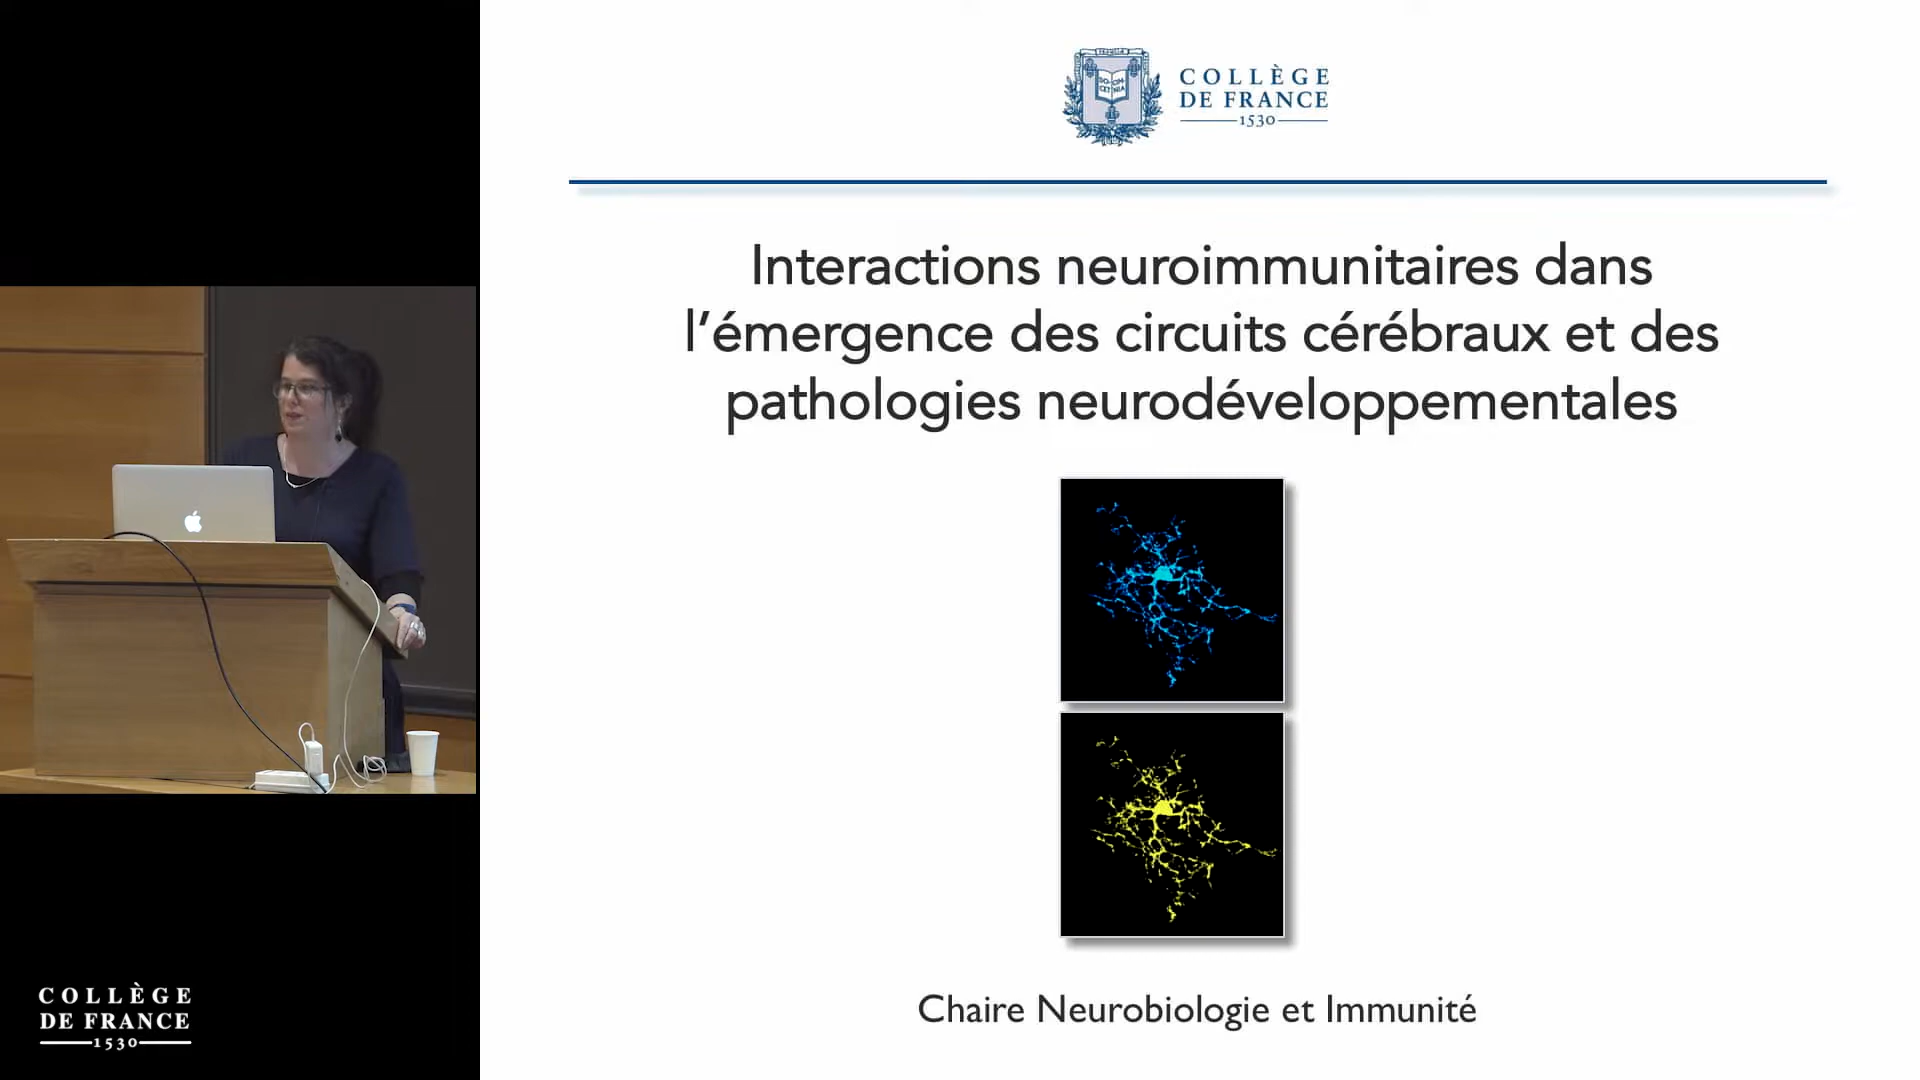 COLLÈGE
DE FRANCE
1530
Interactions neuroimmunitaires dans
l’émergence des circuits cérébraux et des
pathologies neurodéveloppementales
Chaire Neurobiologie et Immunité
COLLÈGE
DE FRANCE
1530